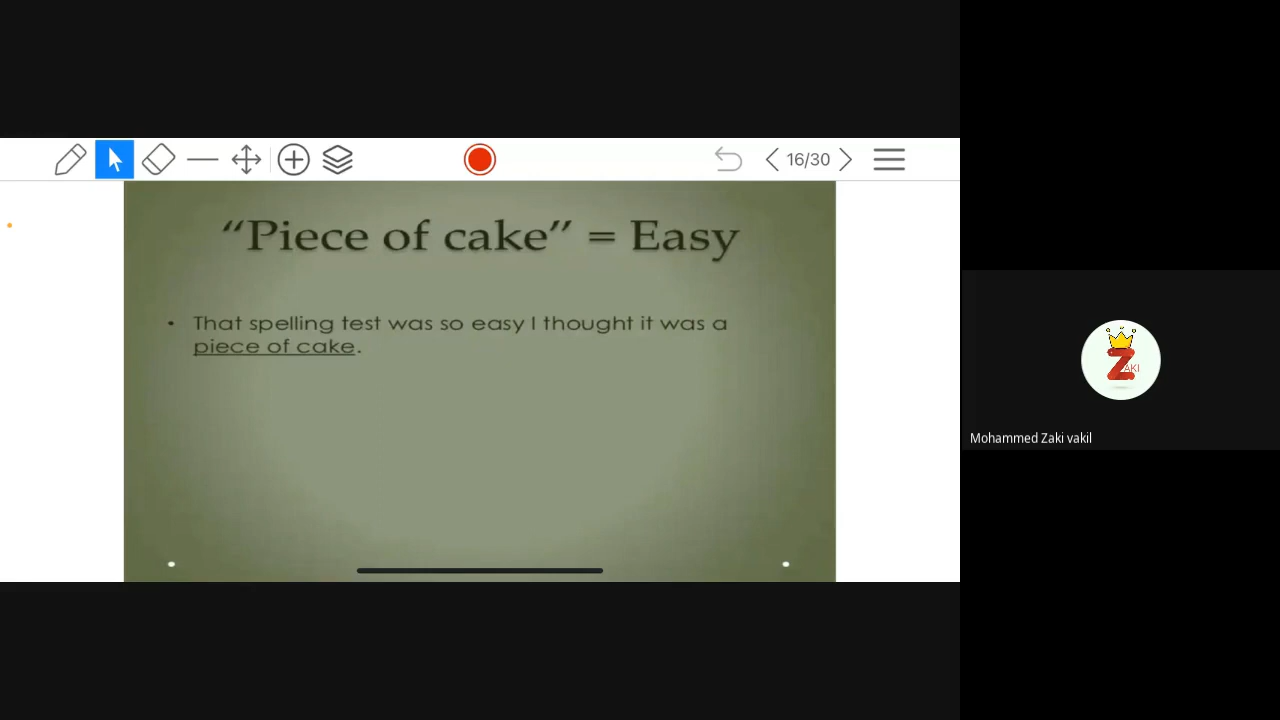 16/30
“Piece of cake” = Easy
• That spelling test was so easy I thought it was a
piece of cake.
ZAKI
Mohammed Zaki vakil